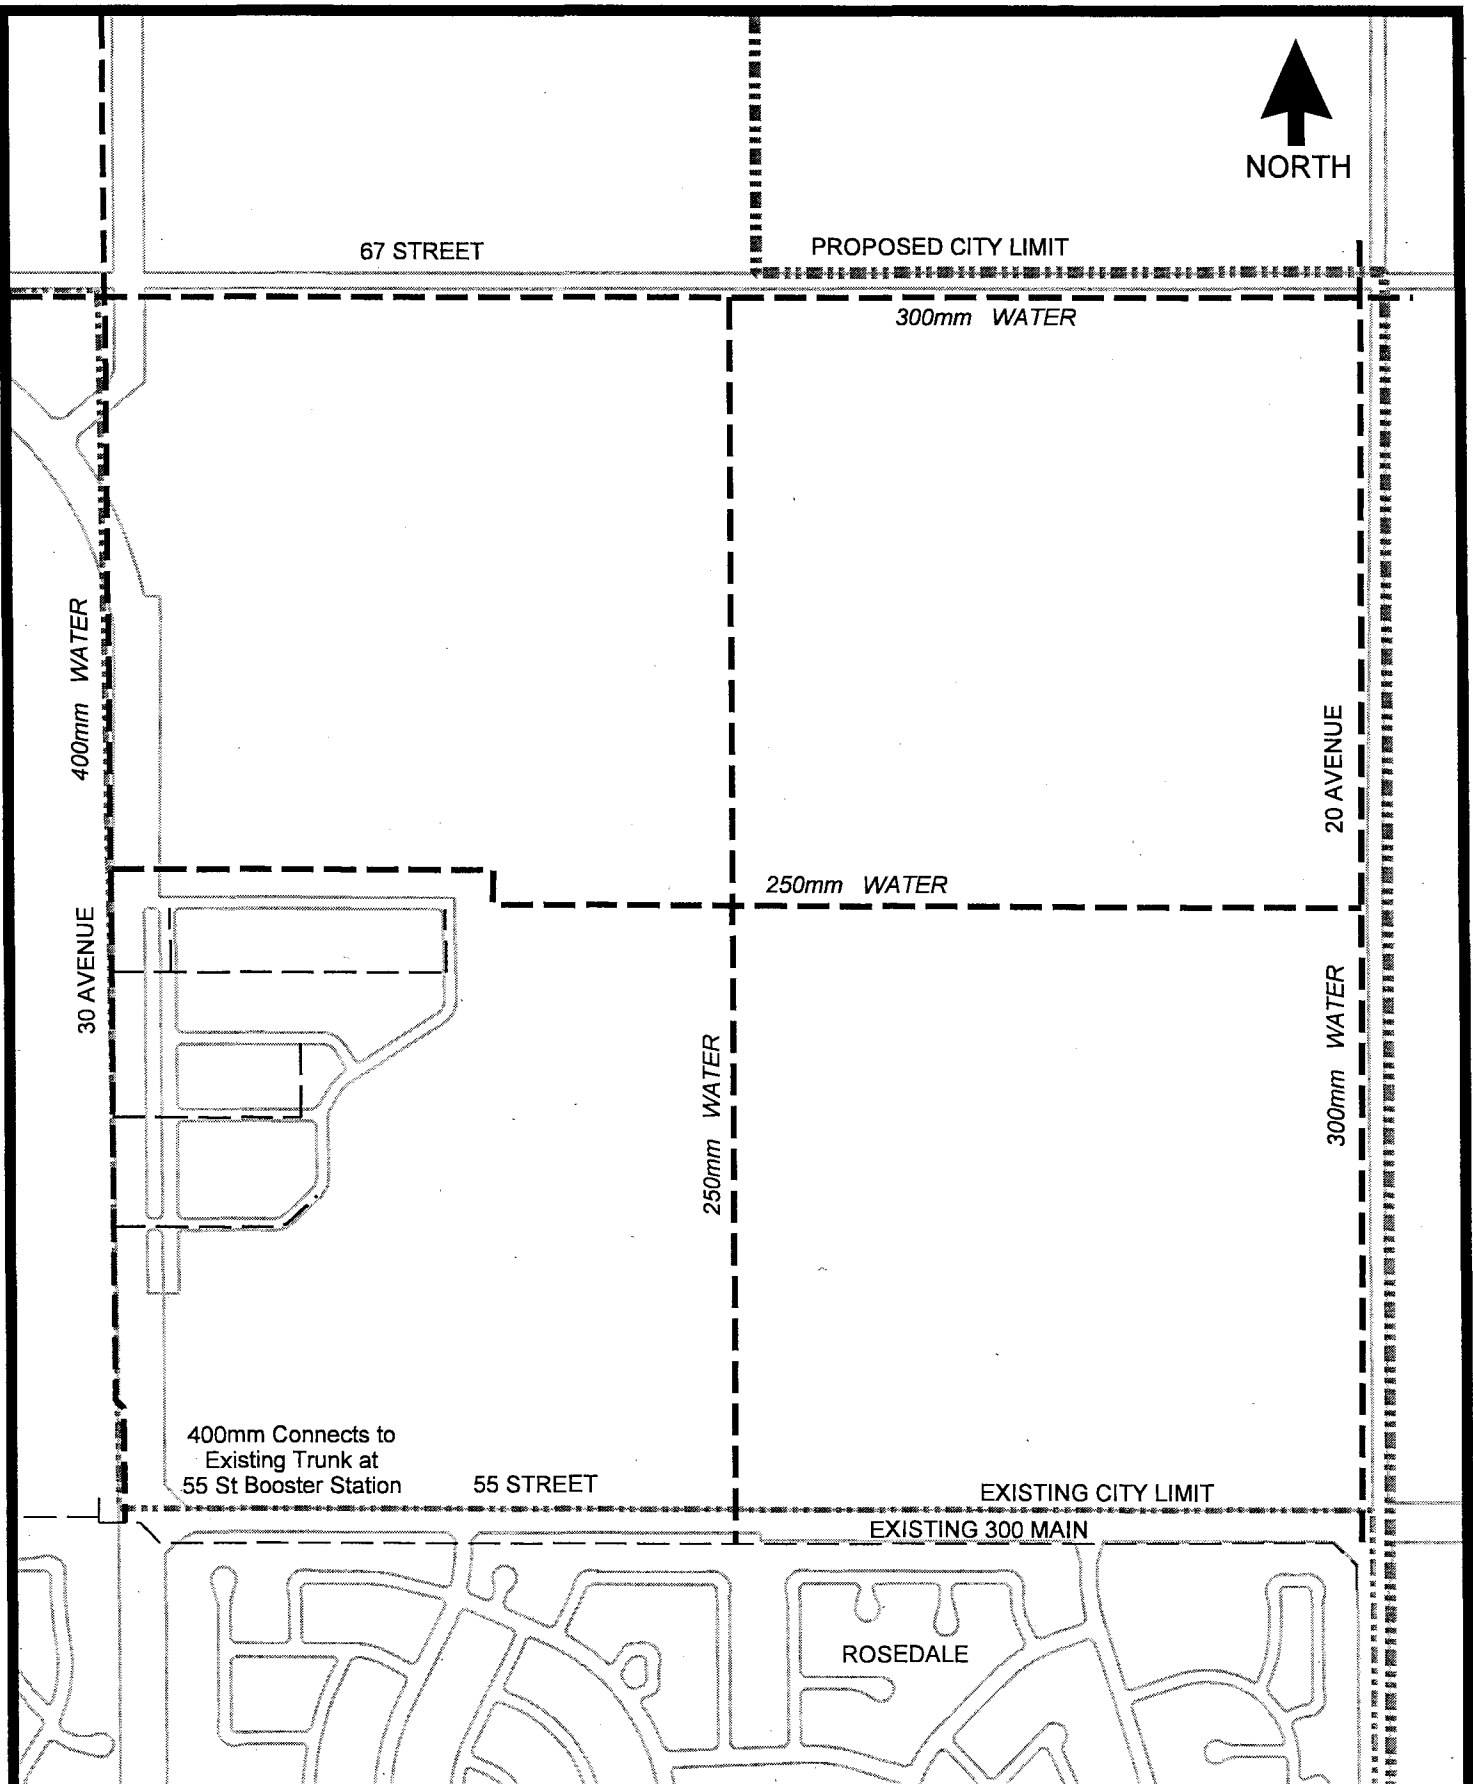 NORTH
67 STREET
PROPOSED CITY LIMIT
300mm WATER
400mm WATER
20 AVENUE
250mm WATER
30 AVENUE
300mm WATER
250mm WATER
400mm Connects to
Existing Trunk at
55 St Booster Station
55 STREET
EXISTING CITY LIMIT
EXISTING 300 MAIN
ROSEDALE